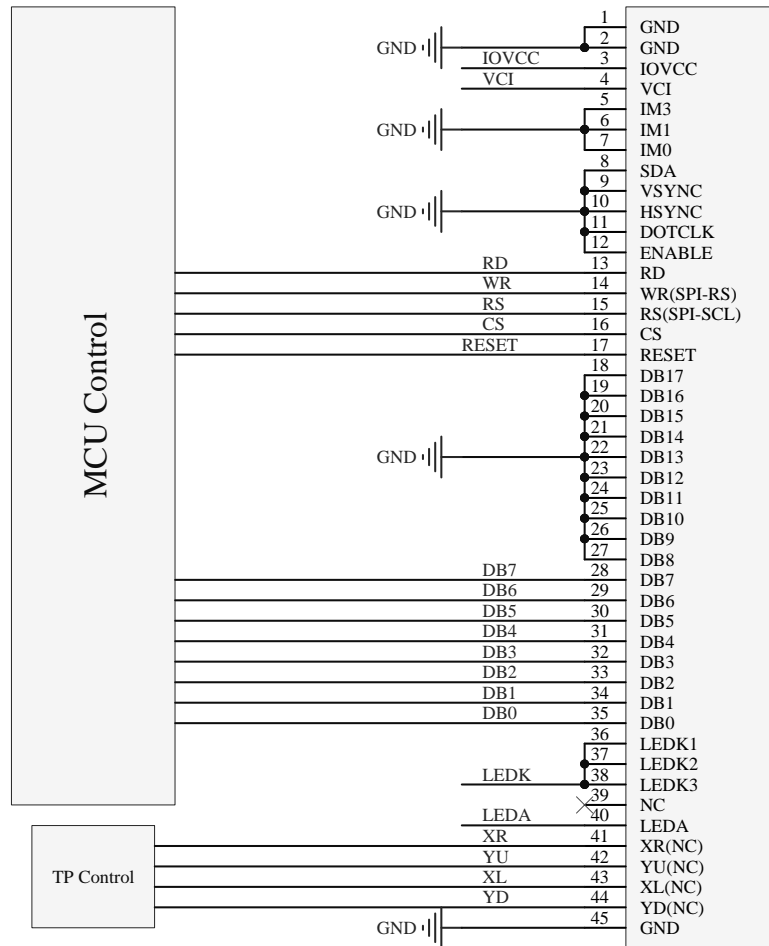 MCU Control
TP Control
1 GND
GND 2 GND
IOVCC 3 IOVCC
VCI 4 VCI
5 IM3
GND 6 IM1
7 IM0
8 SDA
9 VSYNC
GND 10 HSYNC
11 DOTCLK
12 ENABLE
RD 13 RD
WR 14 WR(SPI-RS)
RS 15 RS(SPI-SCL)
CS 16 CS
RESET 17 RESET
18 DB17
19 DB16
20 DB15
21 DB14
GND 22 DB13
23 DB12
24 DB11
25 DB10
26 DB9
27 DB8
DB7 28 DB7
DB6 29 DB6
DB5 30 DB5
DB4 31 DB4
DB3 32 DB3
DB2 33 DB2
DB1 34 DB1
DB0 35 DB0
36 LEDK1
37 LEDK2
LEDK 38 LEDK3
39 NC
LEDA 40 LEDA
XR 41 XR(NC)
YU 42 YU(NC)
XL 43 XL(NC)
YD 44 YD(NC)
GND 45 GND